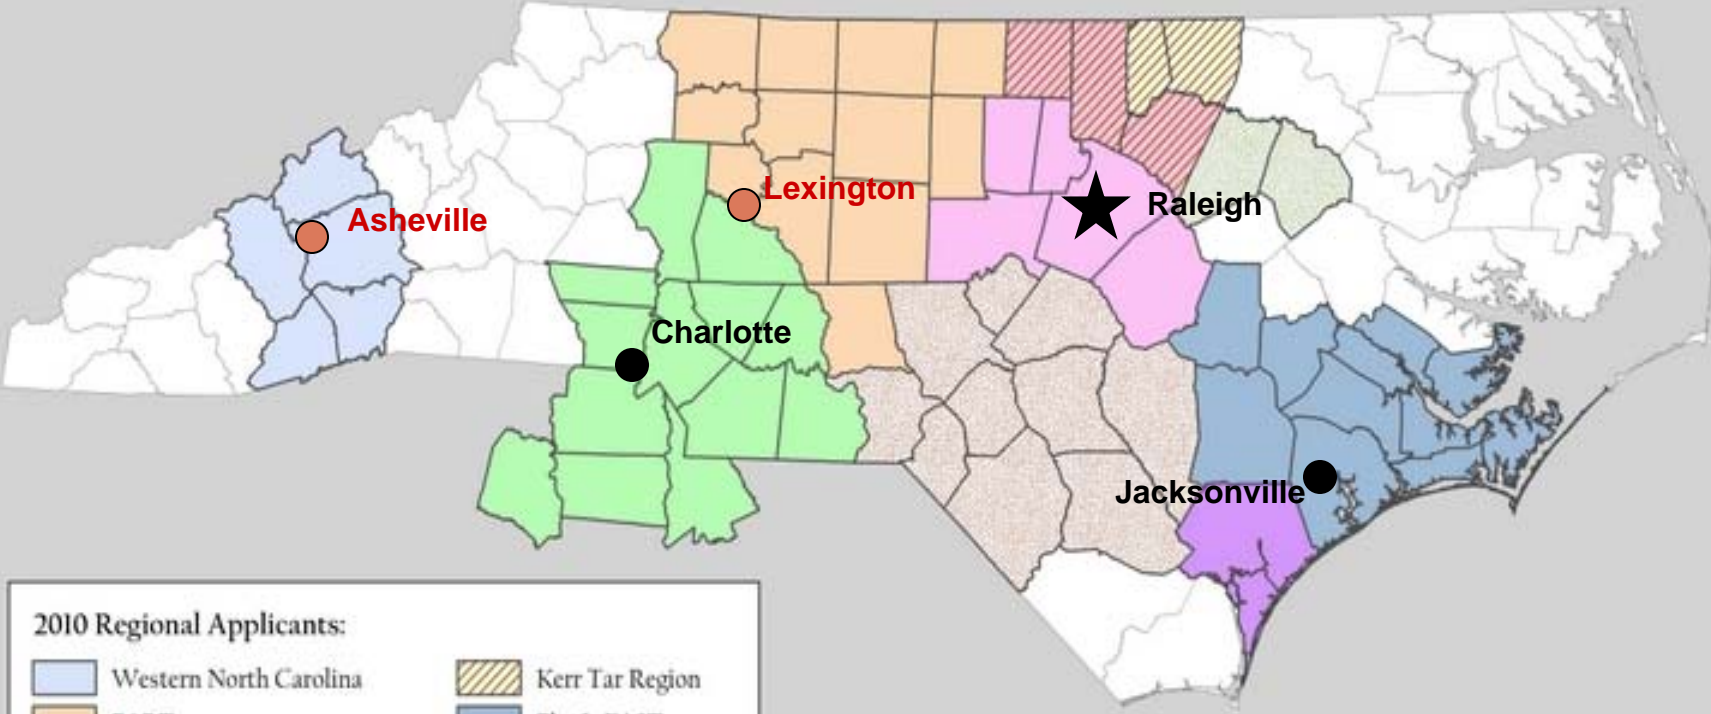 Lexington
Asheville
Raleigh
Charlotte
Jacksonville
2010 Regional Applicants:
Western North Carolina
Kerr Tar Region